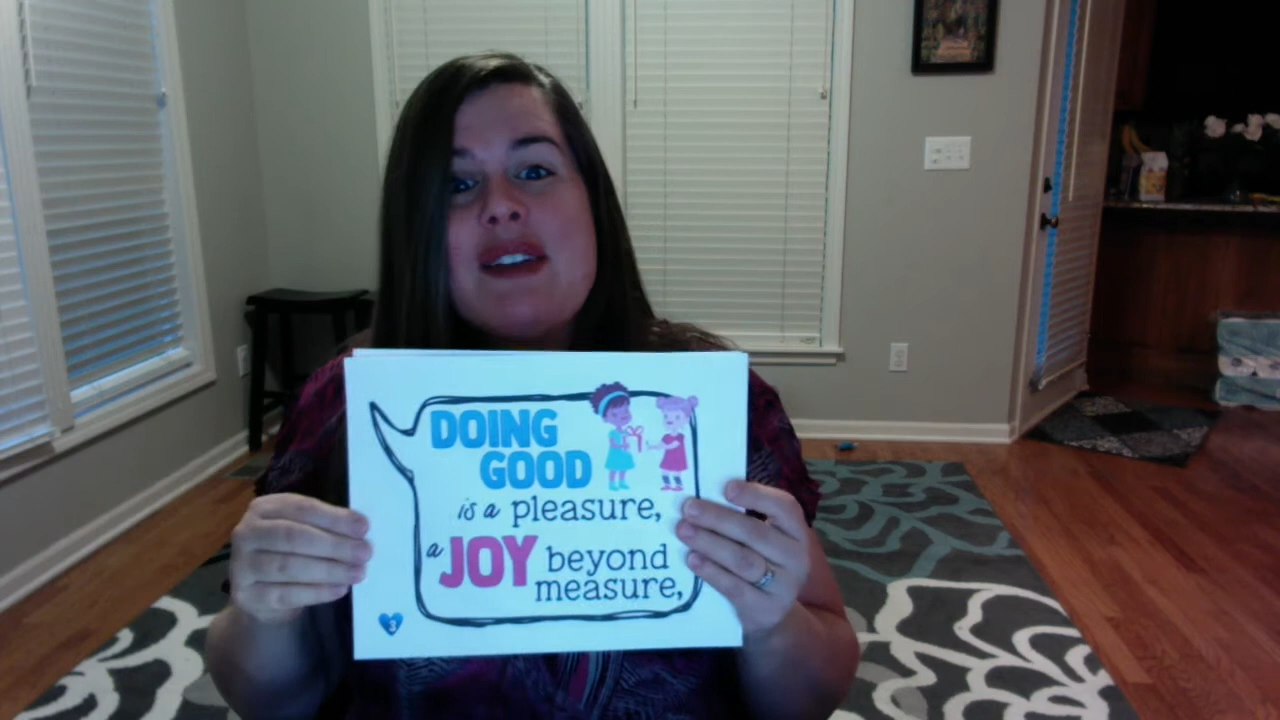 DOING
GOOD
is a pleasure,
a JOY beyond
measure,
3